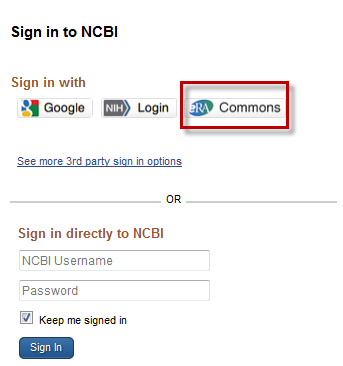 Sign in to NCBI
Sign in with
Google NIH Login eRA Commons
See more 3rd party sign in options
OR
Sign in directly to NCBI
NCBI Username
Password
Keep me signed in
Sign In